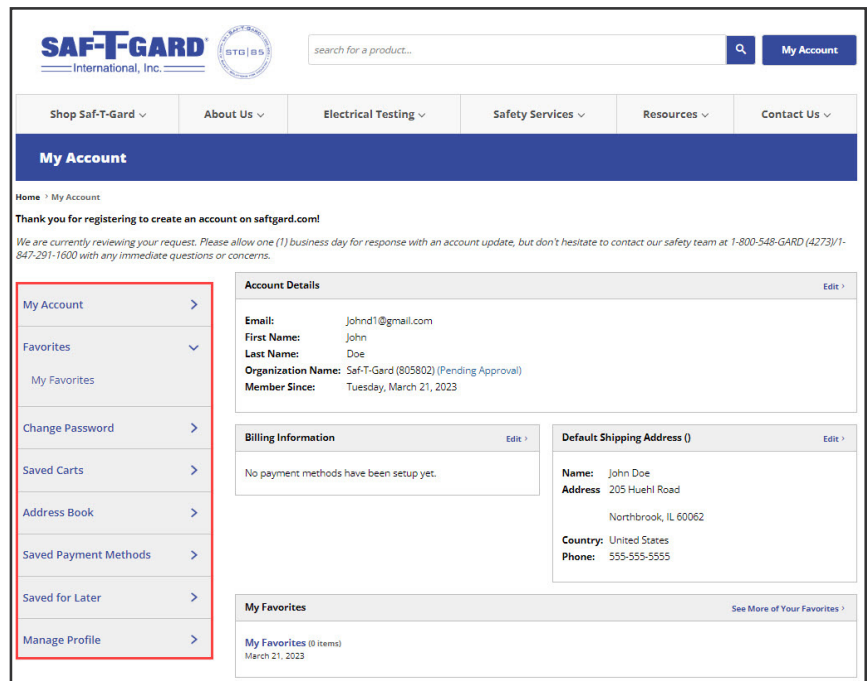 SAF-T-GARD®
International, Inc.
SAF-T-GARD
STG|85
search for a product...
My Account
Shop Saf-T-Gard
About Us
Electrical Testing
Safety Services
Resources
Contact Us
My Account
Home › My Account
Thank you for registering to create an account on saftgard.com!
We are currently reviewing your request. Please allow one (1) business day for response with an account update, but don't hesitate to contact our safety team at 1-800-548-GARD (4273)/1-
847-291-1600 with any immediate questions or concerns.
My Account
Favorites
My Favorites
Change Password
Saved Carts
Address Book
Saved Payment Methods
Saved for Later
Manage Profile
Account Details
Edit ›
Email: Johnd1@gmail.com
First Name: John
Last Name: Doe
Organization Name: Saf-T-Gard (805802) (Pending Approval)
Member Since: Tuesday, March 21, 2023
Billing Information
Edit ›
No payment methods have been setup yet.
Default Shipping Address ()
Edit ›
Name: John Doe
Address 205 Huehl Road
Northbrook, IL 60062
Country: United States
Phone: 555-555-5555
My Favorites
See More of Your Favorites ›
My Favorites (0 items)
March 21, 2023